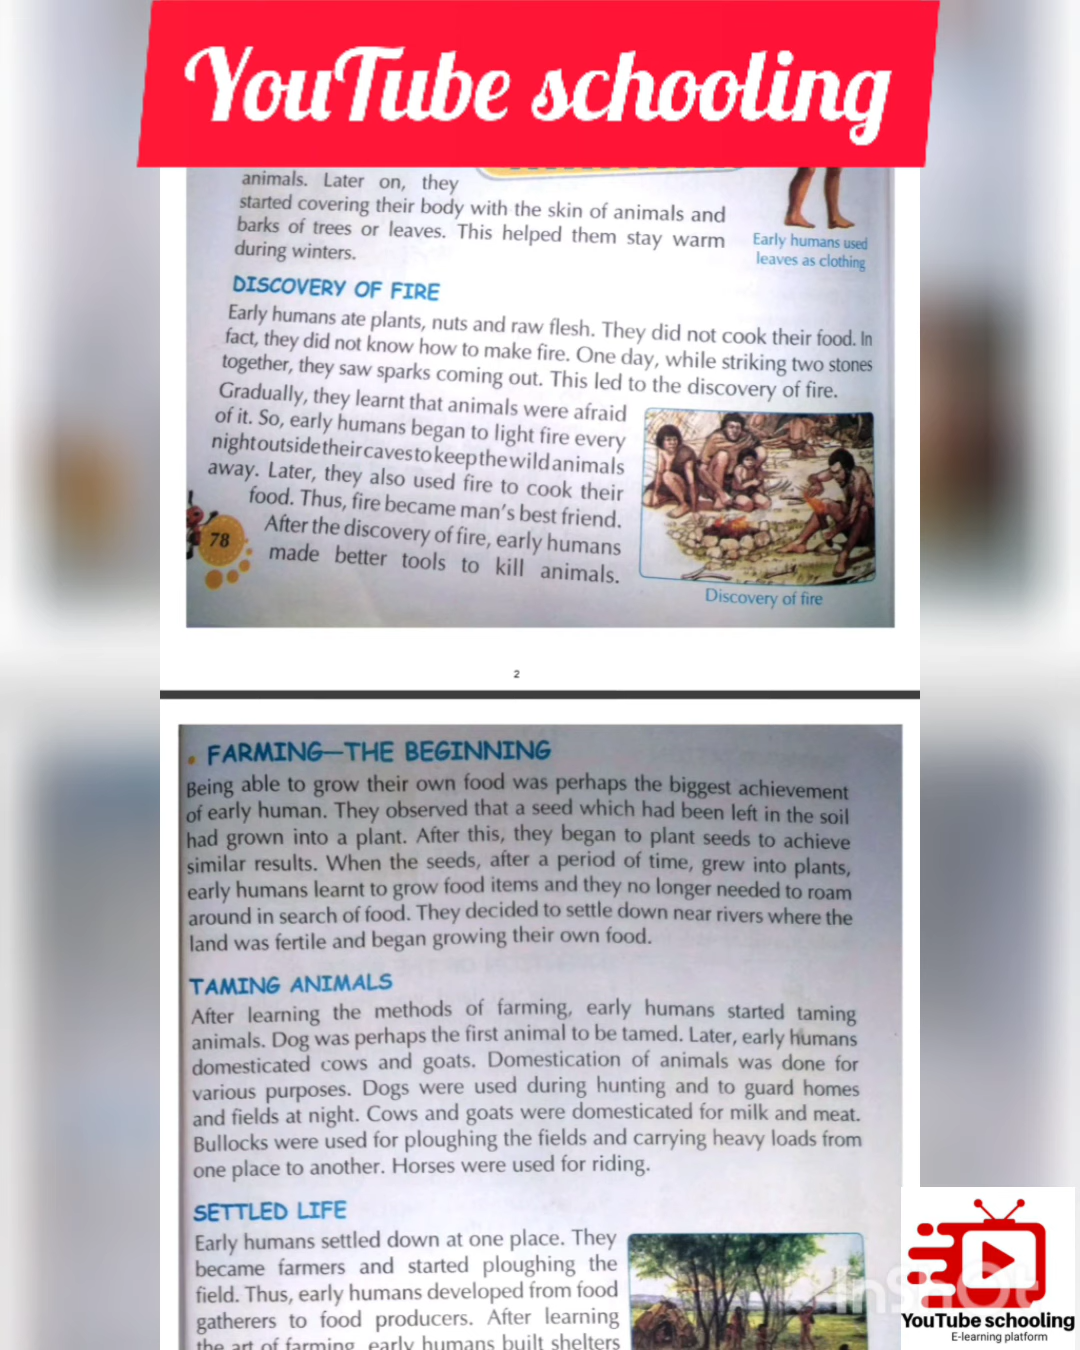 YouTube schooling
animals. Later on, they
started covering their body with the skin of animals and
barks of trees or leaves. This helped them stay warm
during winters.
Early humans used
leaves as clothing
DISCOVERY OF FIRE
Early humans ate plants, nuts and raw flesh. They did not cook their food. In
fact, they did not know how to make fire. One day, while striking two stones
together, they saw sparks coming out. This led to the discovery of fire.
Gradually, they learnt that animals were afraid
of it. So, early humans began to light fire every
night outside their caves to keep the wild animals
away. Later, they also used fire to cook their
food. Thus, fire became man's best friend.
After the discovery of fire, early humans
made better tools to kill animals.
78
Discovery of fire
2
FARMING—THE BEGINNING
Being able to grow their own food was perhaps the biggest achievement
of early human. They observed that a seed which had been left in the soil
had grown into a plant. After this, they began to plant seeds to achieve
similar results. When the seeds, after a period of time, grew into plants,
early humans learnt to grow food items and they no longer needed to roam
around in search of food. They decided to settle down near rivers where the
land was fertile and began growing their own food.
TAMING ANIMALS
After learning the methods of farming, early humans started taming
animals. Dog was perhaps the first animal to be tamed. Later, early humans
domesticated cows and goats. Domestication of animals was done for
various purposes. Dogs were used during hunting and to guard homes
and fields at night. Cows and goats were domesticated for milk and meat.
Bullocks were used for ploughing the fields and carrying heavy loads from
one place to another. Horses were used for riding.
SETTLED LIFE
Early humans settled down at one place. They
became farmers and started ploughing the
field. Thus, early humans developed from food
gatherers to food producers. After learning
the art of farming, early humans built shelters
InShOt
YouTube schooling
E-learning platform